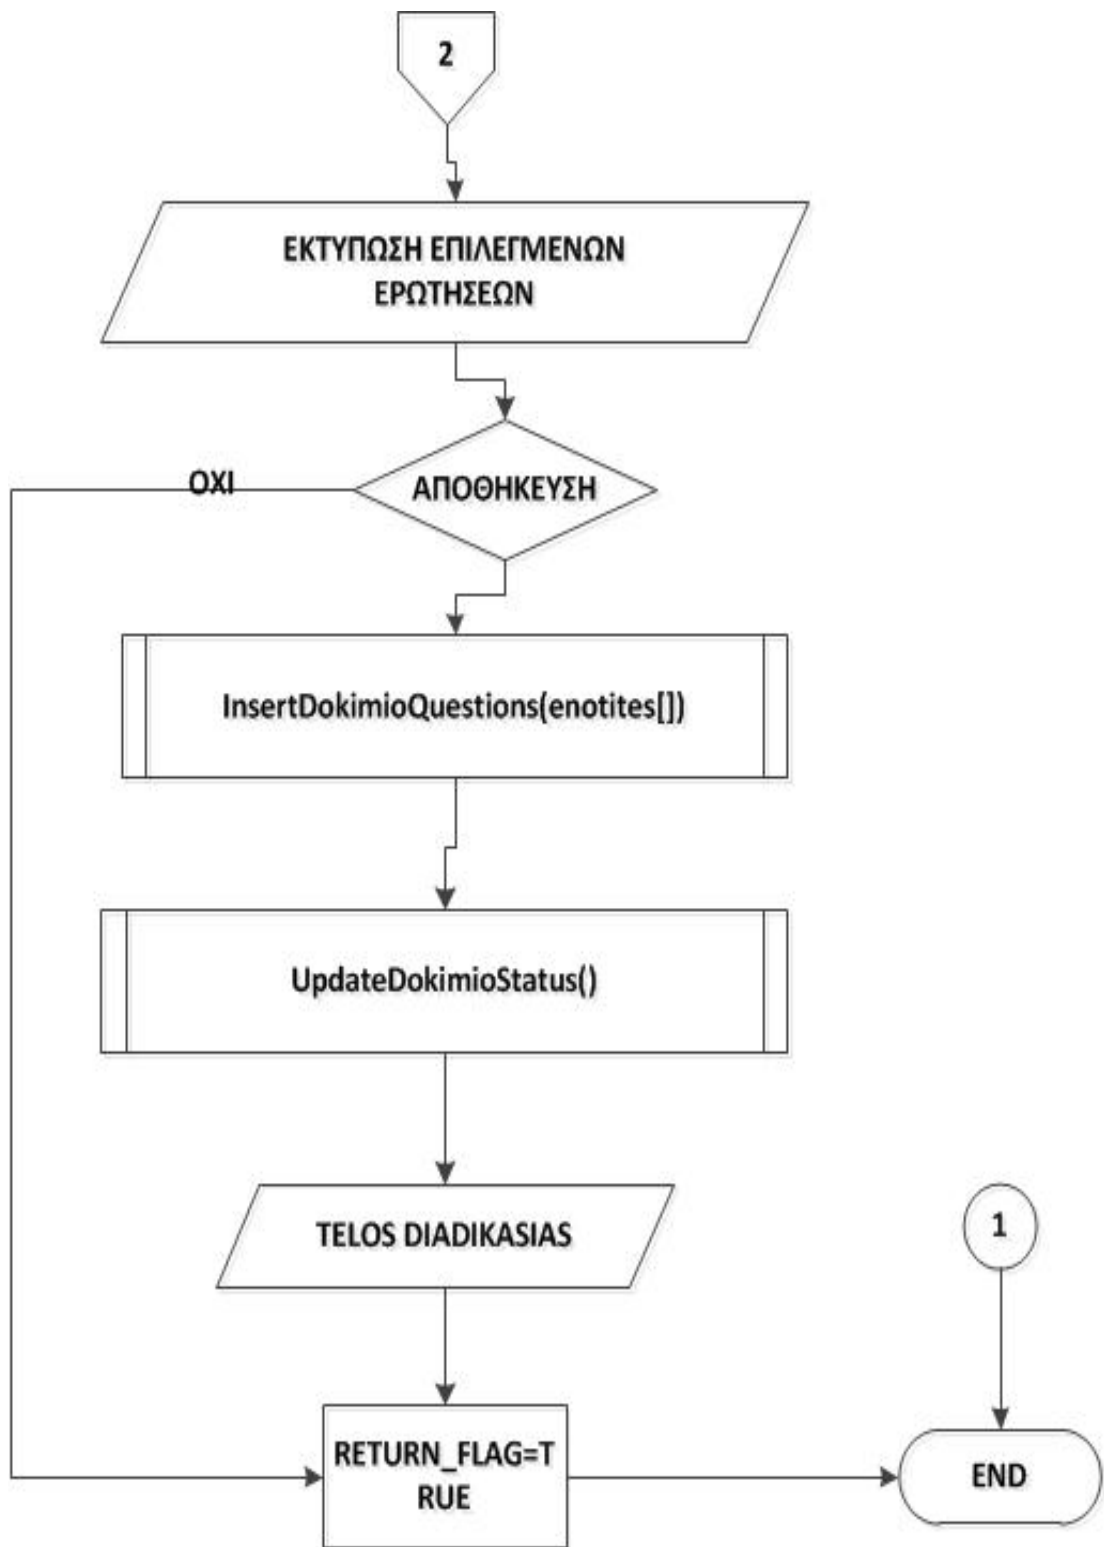 2
ΕΚΤΥΠΩΣΗ ΕΠΙΛΕΓΜΕΝΩΝ
ΕΡΩΤΗΣΕΩΝ
ΟΧΙ
ΑΠΟΘΗΚΕΥΣΗ
InsertDokimioQuestions(enotites[])
UpdateDokimioStatus()
TELOS DIADIKASIAS
1
RETURN_FLAG=T
RUE
END